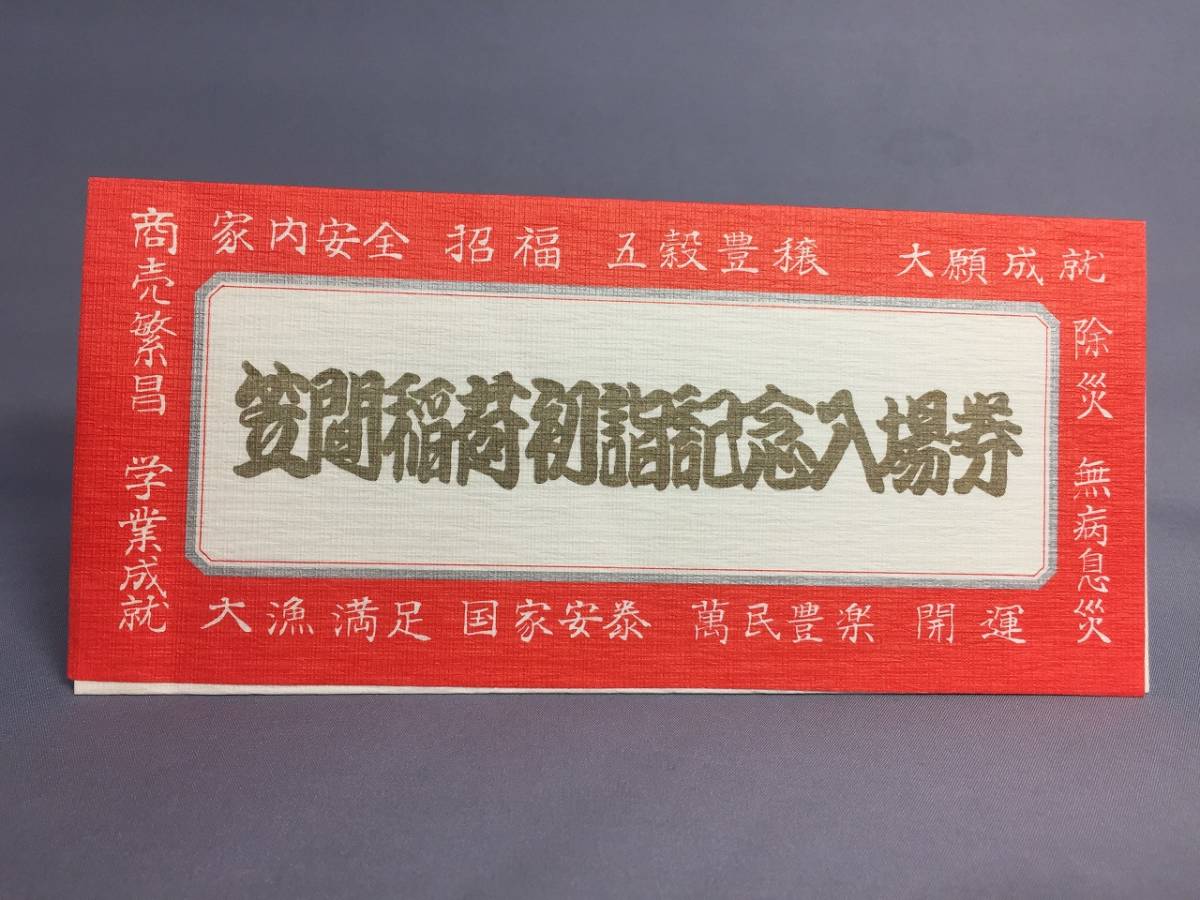 家内安全 招福 五穀豊穣 大願成就
商売繁昌 学業成就
笠間稲荷初詣記念入場券
除災 無病息災
大漁満足 国家安泰 萬民豊楽 開運